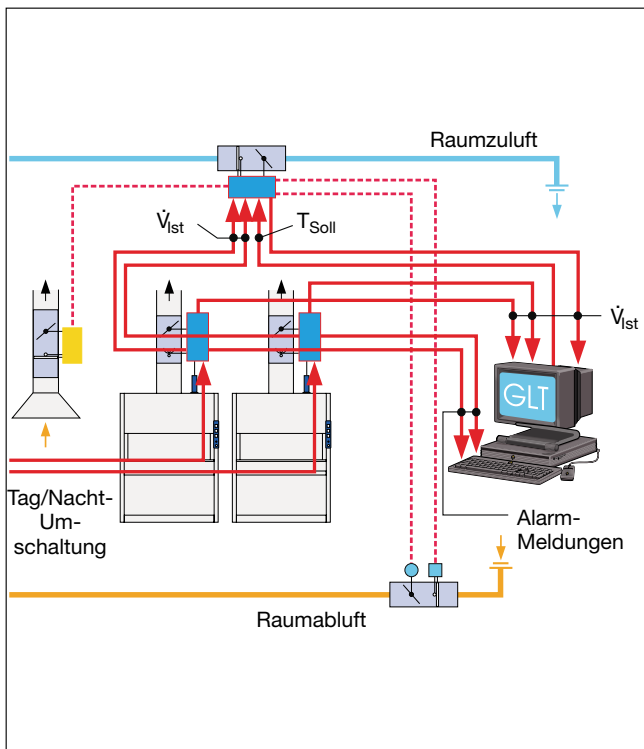 Raumzuluft
V̇Ist
TSoll
V̇Ist
GLT
Tag/Nacht-
Um-
schaltung
Alarm-
Meldungen
Raumabluft